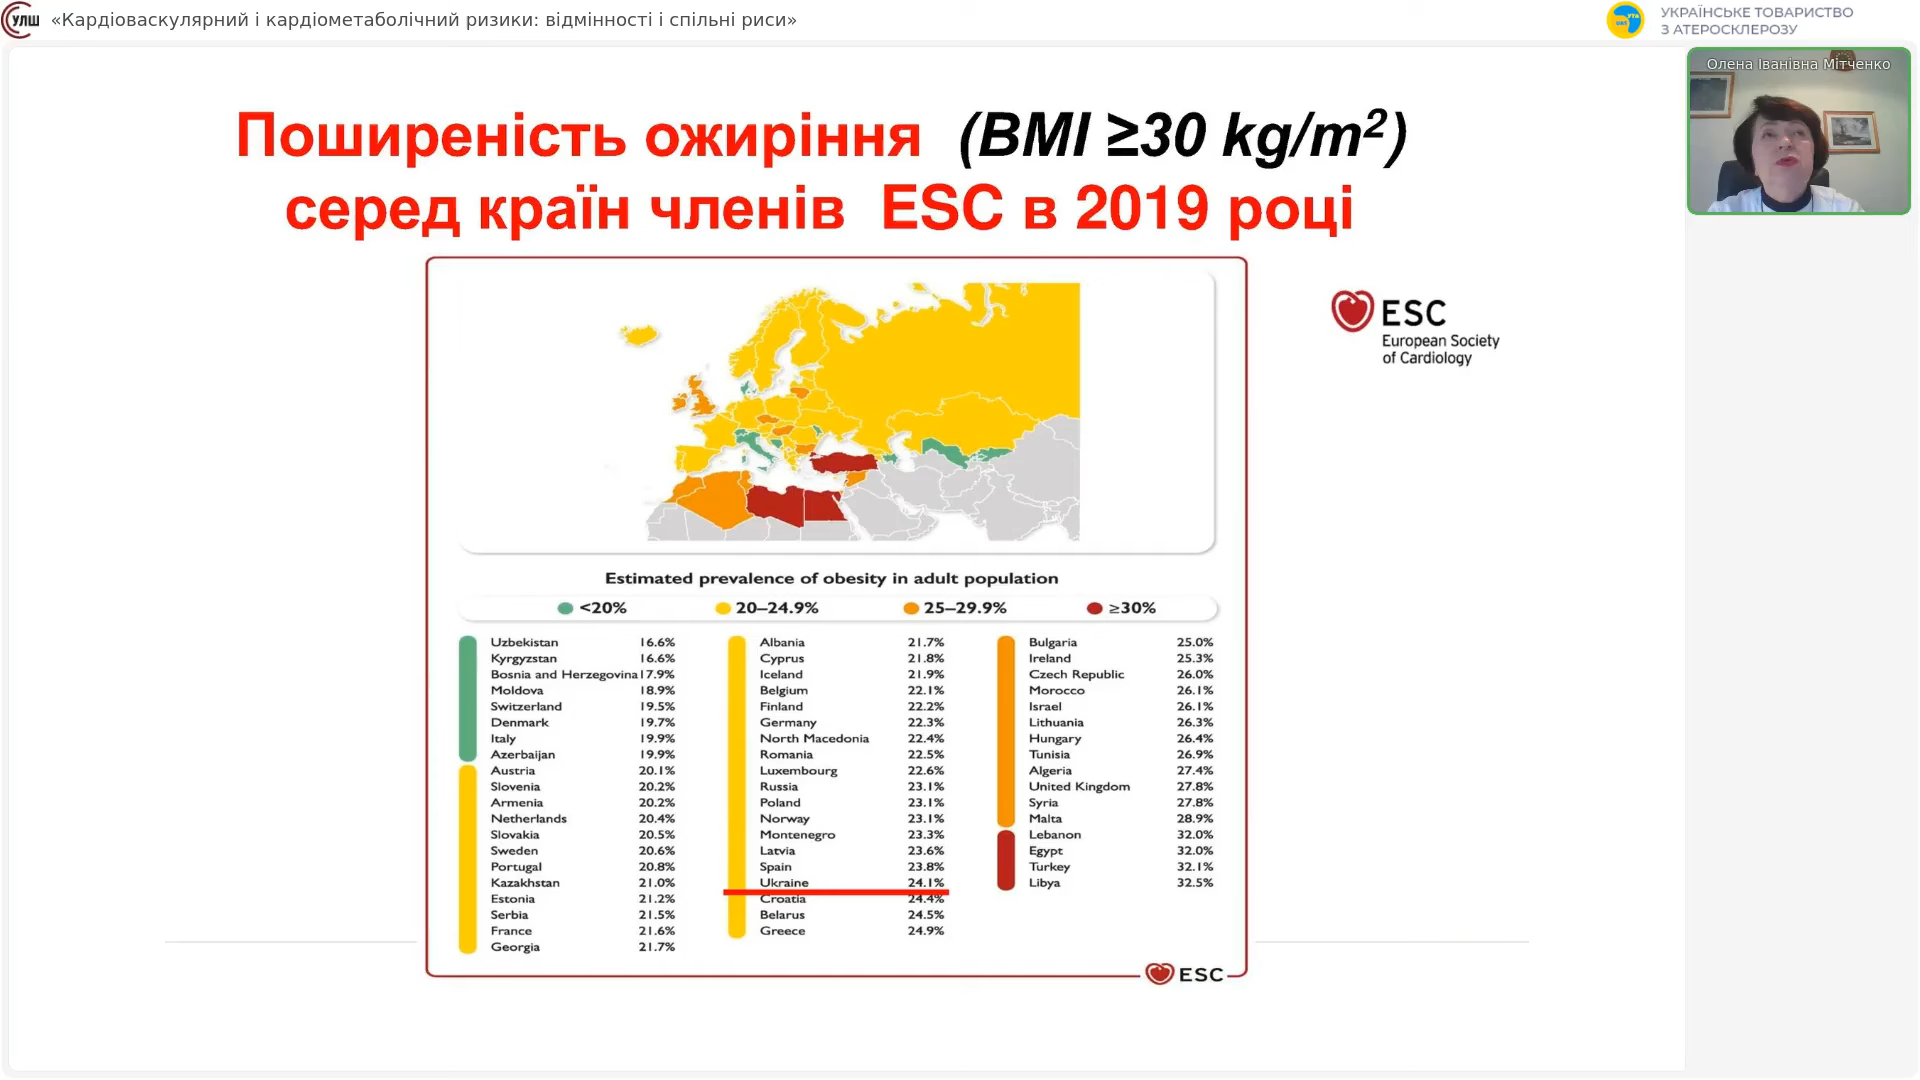 УЛШ «Кардіоваскулярний і кардіометаболічний ризики: відмінності і спільні риси»
УКРАЇНСЬКЕ ТОВАРИСТВО
З АТЕРОСКЛЕРОЗУ
Олена Іванівна Мітченко
Поширеність ожиріння (BMI ≥30 kg/m²)
серед країн членів ESC в 2019 році
ESC
European Society
of Cardiology
Estimated prevalence of obesity in adult population
<20% 20–24.9% 25–29.9% ≥30%
Uzbekistan 16.6%
Kyrgyzstan 16.6%
Bosnia and Herzegovina 17.9%
Moldova 18.9%
Switzerland 19.5%
Denmark 19.7%
Italy 19.9%
Azerbaijan 19.9%
Austria 20.1%
Slovenia 20.2%
Armenia 20.2%
Netherlands 20.4%
Slovakia 20.5%
Sweden 20.6%
Portugal 20.8%
Kazakhstan 21.0%
Estonia 21.2%
Serbia 21.5%
France 21.6%
Georgia 21.7%
Albania 21.7%
Cyprus 21.8%
Iceland 21.9%
Belgium 22.1%
Finland 22.2%
Germany 22.3%
North Macedonia 22.4%
Romania 22.5%
Luxembourg 22.6%
Russia 23.1%
Poland 23.1%
Norway 23.1%
Montenegro 23.3%
Latvia 23.6%
Spain 23.8%
Ukraine 24.1%
Croatia 24.4%
Belarus 24.5%
Greece 24.9%
Bulgaria 25.0%
Ireland 25.3%
Czech Republic 26.0%
Morocco 26.1%
Israel 26.1%
Lithuania 26.3%
Hungary 26.4%
Tunisia 26.9%
Algeria 27.4%
United Kingdom 27.8%
Syria 27.8%
Malta 28.9%
Lebanon 32.0%
Egypt 32.0%
Turkey 32.1%
Libya 32.5%
ESC